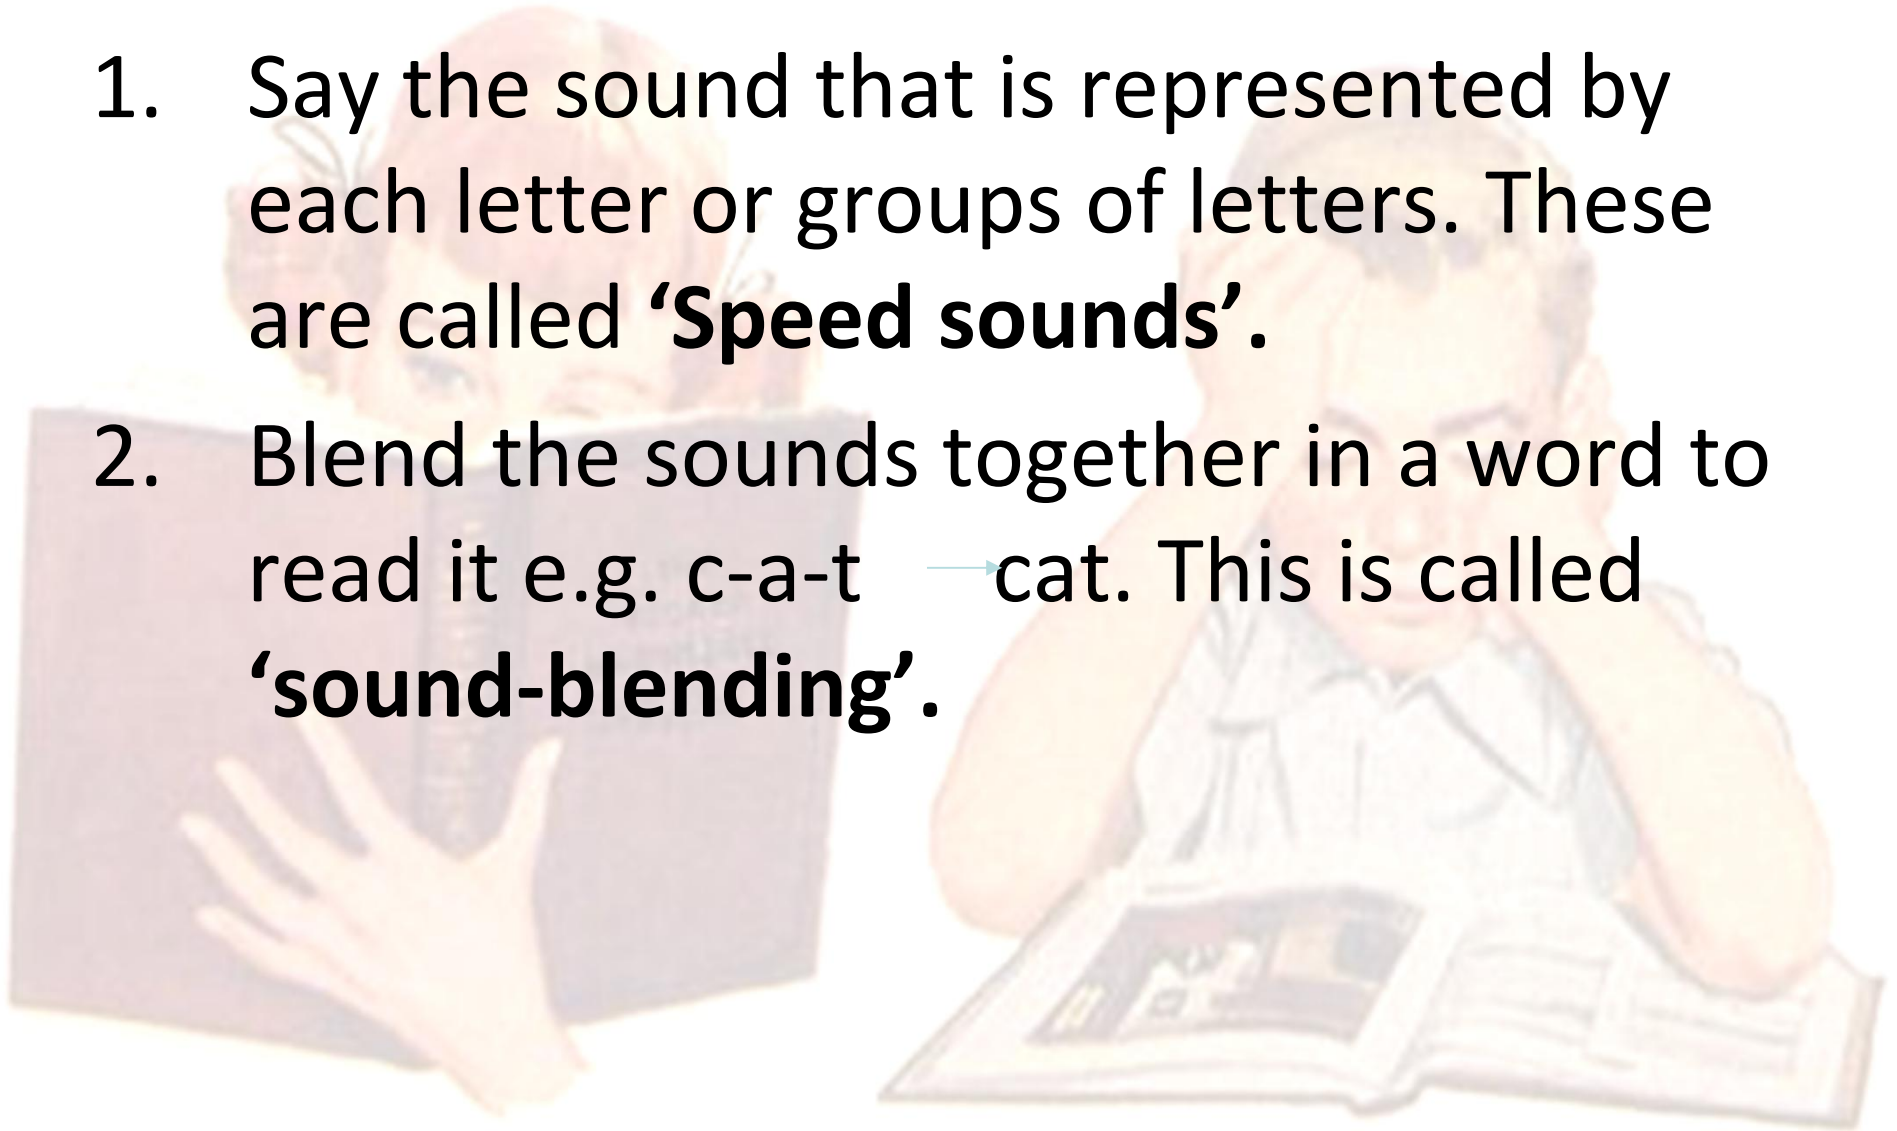 1. Say the sound that is represented by
each letter or groups of letters. These
are called ‘Speed sounds’.
2. Blend the sounds together in a word to
read it e.g. c-a-t cat. This is called
‘sound-blending’.